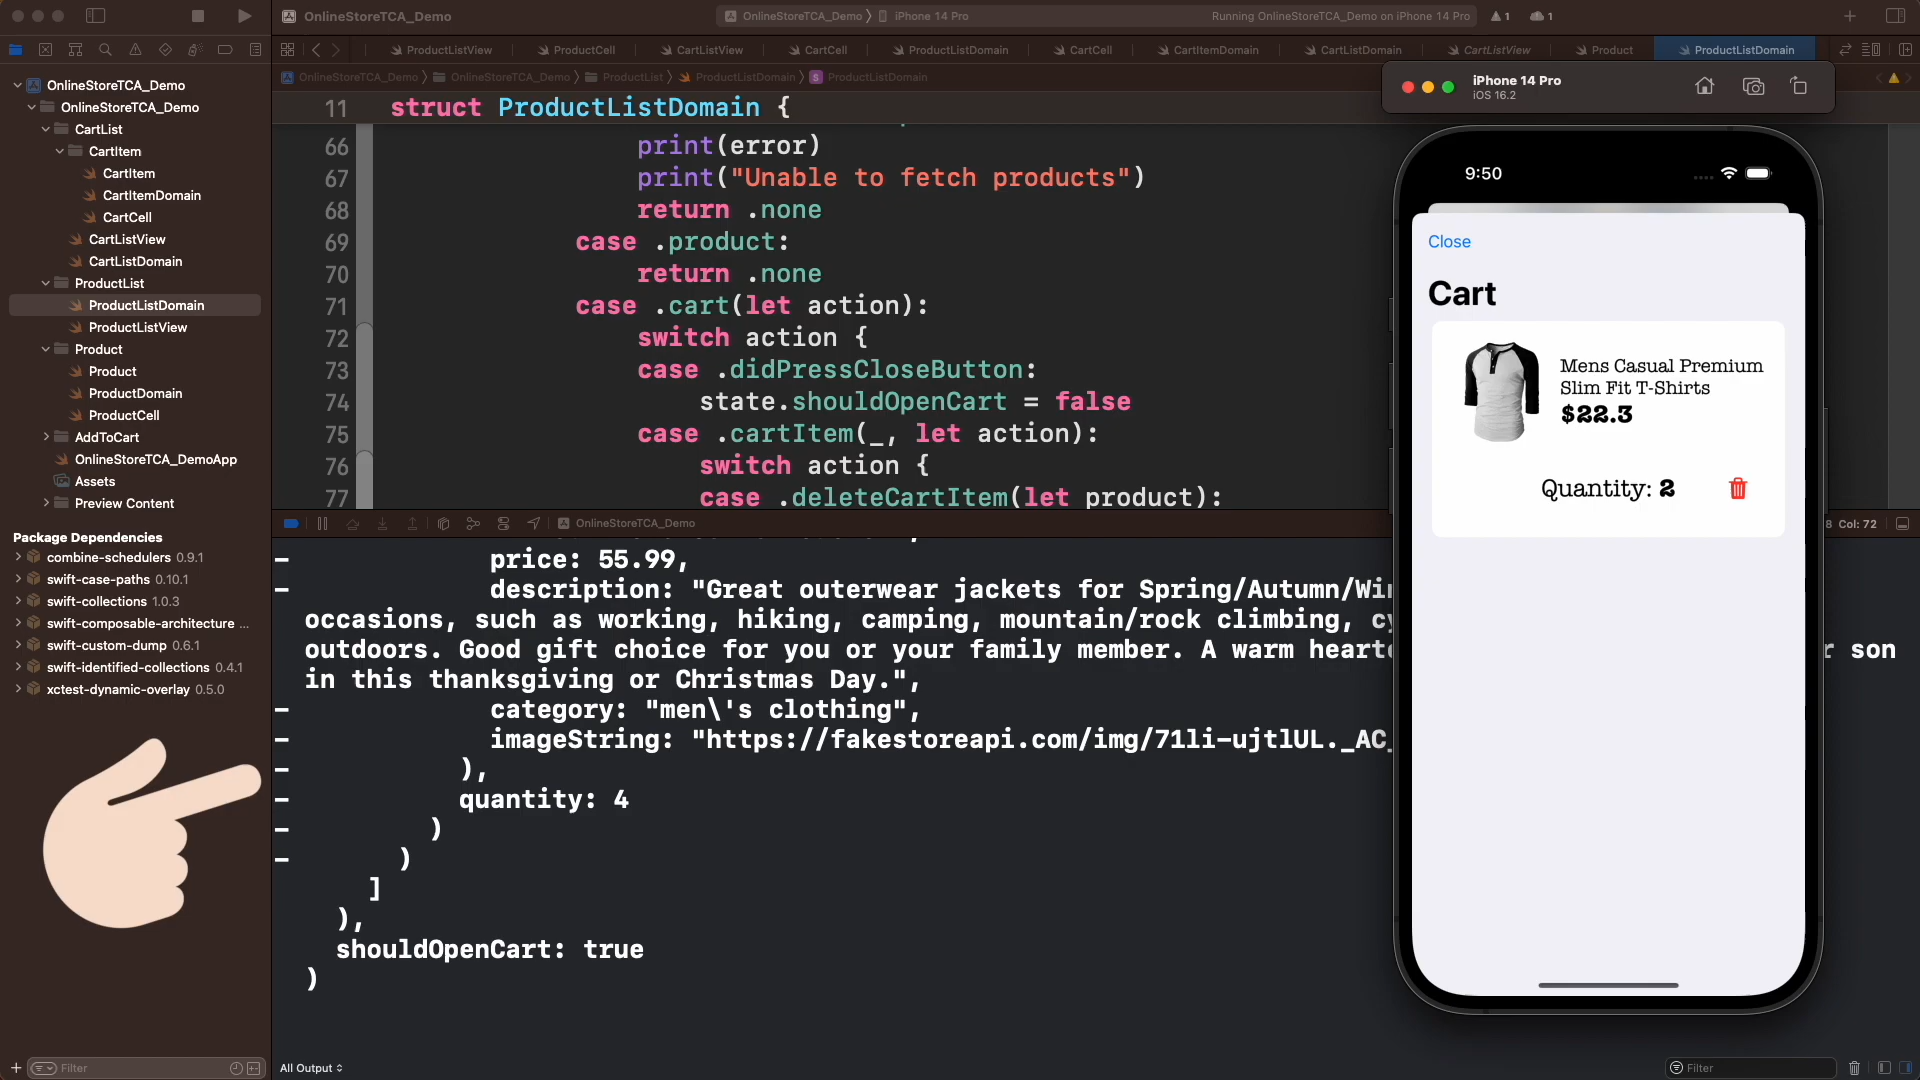 OnlineStoreTCA_Demo
OnlineStoreTCA_Demo
iPhone 14 Pro
Running OnlineStoreTCA_Demo on iPhone 14 Pro
1
1
ProductListView
ProductCell
CartListView
CartCell
ProductListDomain
CartCell
CartItemDomain
CartListDomain
CartListView
Product
ProductListDomain
OnlineStoreTCA_Demo
OnlineStoreTCA_Demo
ProductList
ProductListDomain
S
ProductListDomain
OnlineStoreTCA_Demo
OnlineStoreTCA_Demo
CartList
CartItem
CartItem
CartItemDomain
CartCell
CartListView
CartListDomain
ProductList
ProductListDomain
ProductListView
Product
Product
ProductDomain
ProductCell
AddToCart
OnlineStoreTCA_DemoApp
Assets
Preview Content
Package Dependencies
combine-schedulers 0.9.1
swift-case-paths 0.10.1
swift-collections 1.0.3
swift-composable-architecture ...
swift-custom-dump 0.6.1
swift-identified-collections 0.4.1
xctest-dynamic-overlay 0.5.0
Filter
11 struct ProductListDomain {
66 print(error)
67 print("Unable to fetch products")
68 return .none
69 case .product:
70 return .none
71 case .cart(let action):
72 switch action {
73 case .didPressCloseButton:
74 state.shouldOpenCart = false
75 case .cartItem(_, let action):
76 switch action {
77 case .deleteCartItem(let product):
OnlineStoreTCA_Demo
8 Col: 72
price: 55.99,
description: "Great outerwear jackets for Spring/Autumn/Win
occasions, such as working, hiking, camping, mountain/rock climbing, cy
outdoors. Good gift choice for you or your family member. A warm hearte r son
in this thanksgiving or Christmas Day.",
category: "men\'s clothing",
imageString: "https://fakestoreapi.com/img/71li-ujtlUL._AC_
),
quantity: 4
)
)
]
),
shouldOpenCart: true
)
All Output
Filter
iPhone 14 Pro
iOS 16.2
9:50
Close
Cart
Mens Casual Premium
Slim Fit T-Shirts
$22.3
Quantity: 2